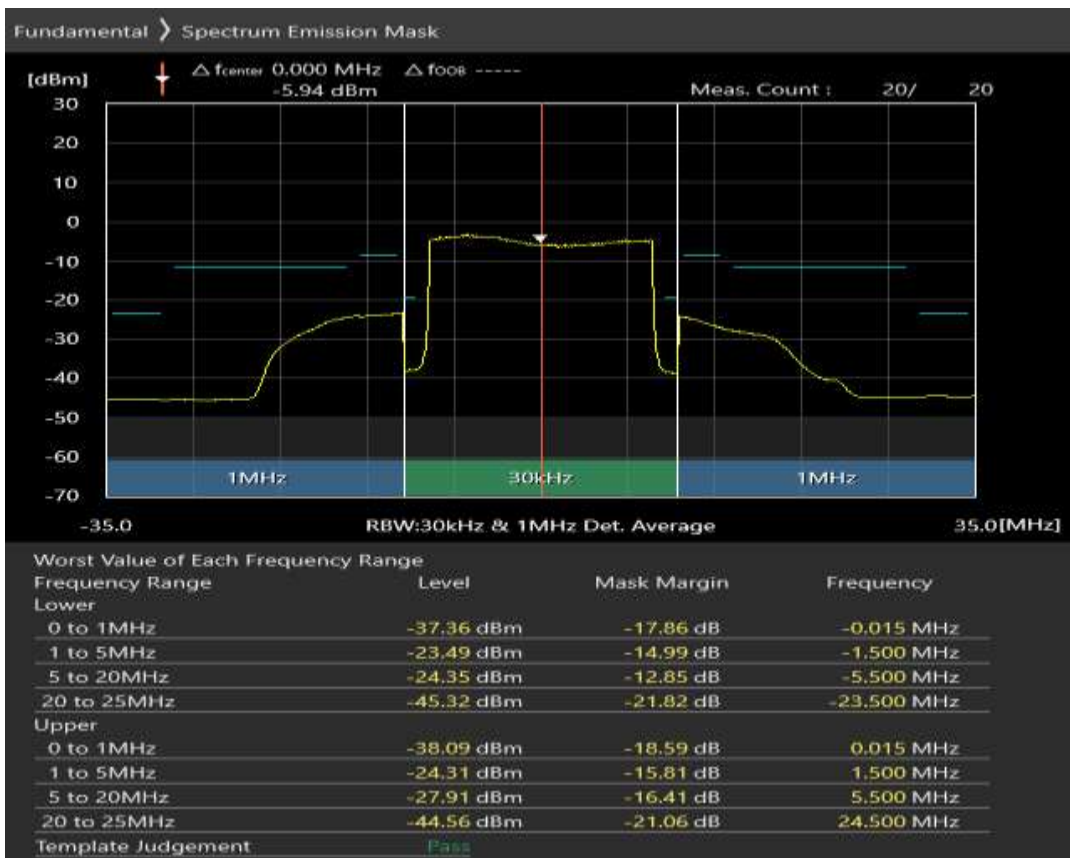 Fundamental ❯ Spectrum Emission Mask
[dBm] △ fcenter 0.000 MHz △ fOOB -----
-5.94 dBm Meas. Count : 20/ 20
30
20
10
0
-10
-20
-30
-40
-50
-60
1MHz 30kHz 1MHz
-70
-35.0 RBW:30kHz & 1MHz Det. Average 35.0[MHz]
Worst Value of Each Frequency Range
Frequency Range Level Mask Margin Frequency
Lower
0 to 1MHz -37.36 dBm -17.86 dB -0.015 MHz
1 to 5MHz -23.49 dBm -14.99 dB -1.500 MHz
5 to 20MHz -24.35 dBm -12.85 dB -5.500 MHz
20 to 25MHz -45.32 dBm -21.82 dB -23.500 MHz
Upper
0 to 1MHz -38.09 dBm -18.59 dB 0.015 MHz
1 to 5MHz -24.31 dBm -15.81 dB 1.500 MHz
5 to 20MHz -27.91 dBm -16.41 dB 5.500 MHz
20 to 25MHz -44.56 dBm -21.06 dB 24.500 MHz
Template Judgement Pass